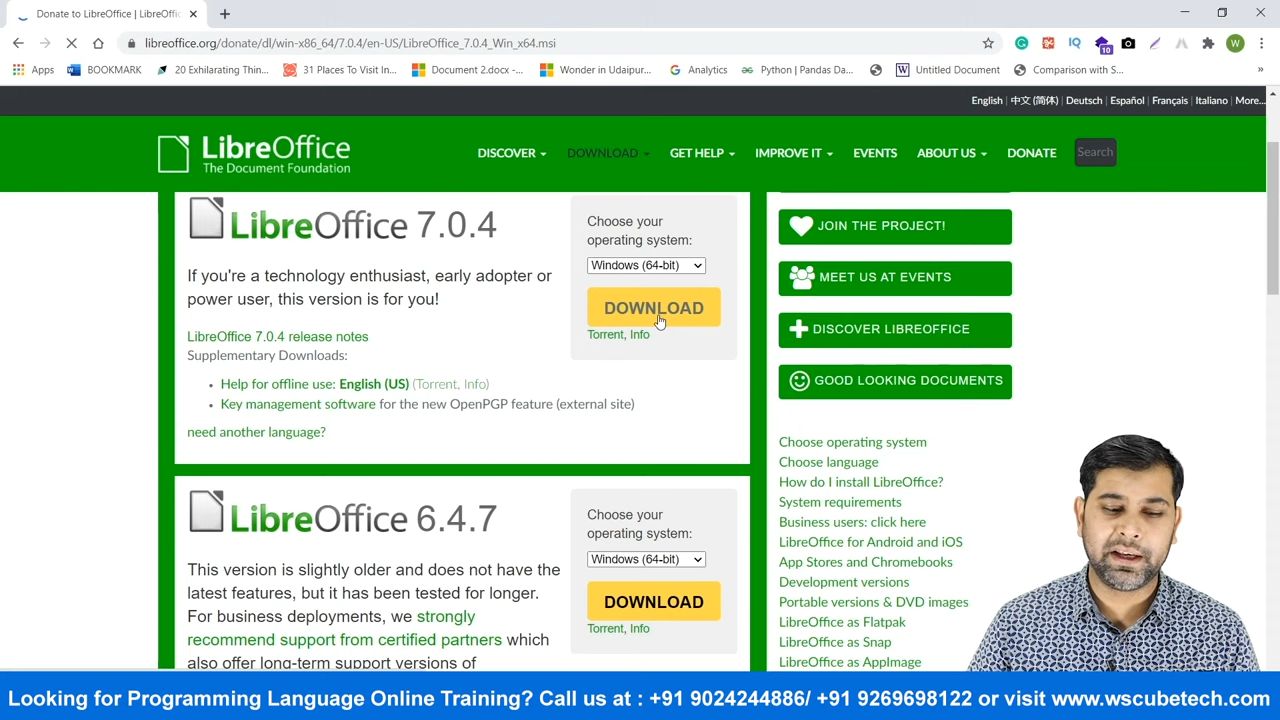 Donate to LibreOffice | LibreOffic
libreoffice.org/donate/dl/win-x86_64/7.0.4/en-US/LibreOffice_7.0.4_Win_x64.msi
10
W
Apps
BOOKMARK
20 Exhilarating Thin...
31 Places To Visit In...
Document 2.docx -...
Wonder in Udaipur...
Analytics
Python | Pandas Da...
Untitled Document
Comparison with S...
»
English | 中文 (简体) | Deutsch | Español | Français | Italiano | More...
LibreOffice
The Document Foundation
DISCOVER
DOWNLOAD
GET HELP
IMPROVE IT
EVENTS
ABOUT US
DONATE
Search
LibreOffice 7.0.4
If you're a technology enthusiast, early adopter or
power user, this version is for you!
LibreOffice 7.0.4 release notes
Supplementary Downloads:
• Help for offline use: English (US) (Torrent, Info)
• Key management software for the new OpenPGP feature (external site)
need another language?
Choose your
operating system:
Windows (64-bit)
DOWNLOAD
Torrent, Info
LibreOffice 6.4.7
This version is slightly older and does not have the
latest features, but it has been tested for longer.
For business deployments, we strongly
recommend support from certified partners which
also offer long-term support versions of
Choose your
operating system:
Windows (64-bit)
DOWNLOAD
Torrent, Info
JOIN THE PROJECT!
MEET US AT EVENTS
DISCOVER LIBREOFFICE
GOOD LOOKING DOCUMENTS
Choose operating system
Choose language
How do I install LibreOffice?
System requirements
Business users: click here
LibreOffice for Android and iOS
App Stores and Chromebooks
Development versions
Portable versions & DVD images
LibreOffice as Flatpak
LibreOffice as Snap
LibreOffice as AppImage
Looking for Programming Language Online Training? Call us at : +91 9024244886/ +91 9269698122 or visit www.wscubetech.com